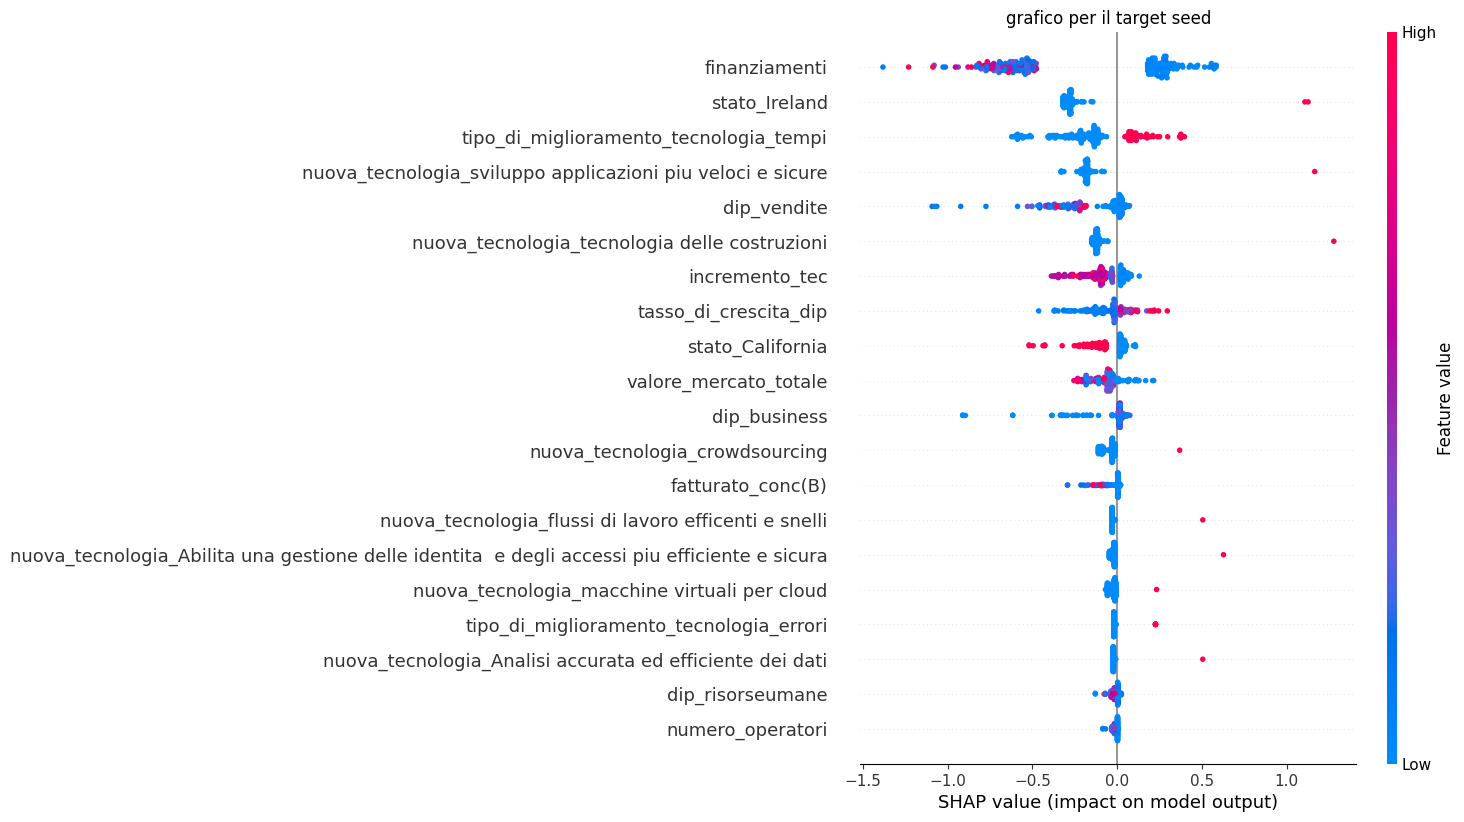 grafico per il target seed
High
finanziamenti
stato_Ireland
tipo_di_miglioramento_tecnologia_tempi
nuova_tecnologia_sviluppo applicazioni piu veloci e sicure
dip_vendite
nuova_tecnologia_tecnologia delle costruzioni
incremento_tec
tasso_di_crescita_dip
stato_California
valore_mercato_totale
dip_business
nuova_tecnologia_crowdsourcing
fatturato_conc(B)
nuova_tecnologia_flussi di lavoro efficenti e snelli
nuova_tecnologia_Abilita una gestione delle identita  e degli accessi piu efficiente e sicura
nuova_tecnologia_macchine virtuali per cloud
tipo_di_miglioramento_tecnologia_errori
nuova_tecnologia_Analisi accurata ed efficiente dei dati
dip_risorseumane
numero_operatori
Feature value
Low
−1.5 −1.0 −0.5 0.0 0.5 1.0
SHAP value (impact on model output)